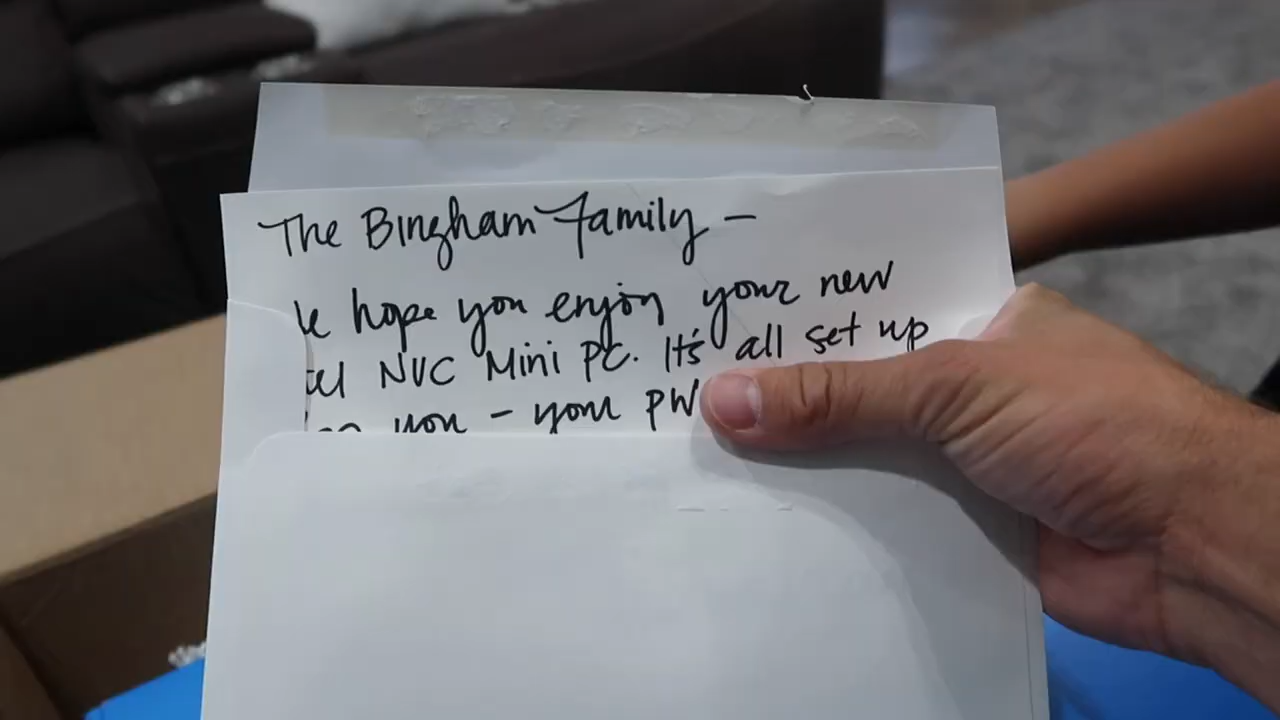 The Bingham Family –
hope you enjoy your new
NUC Mini PC. It's all set up
you – your PW